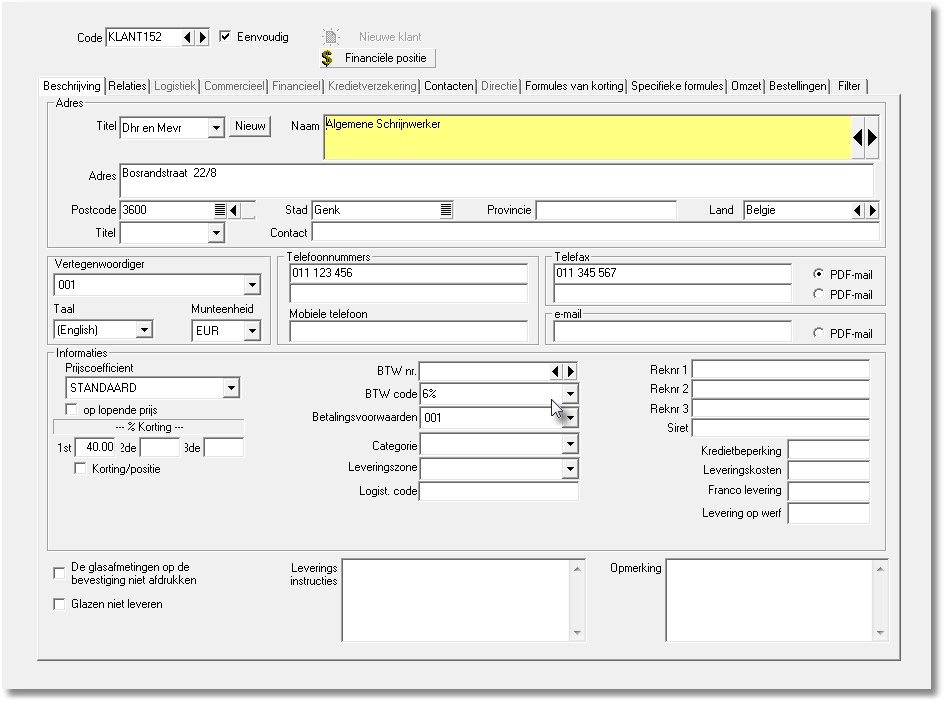 Code KLANT152 Eenvoudig Nieuwe klant
$ Financiële positie
Beschrijving Relaties Logistiek Commercieel Financieel Kredietverzekering Contacten Directie Formules van korting Specifieke formules Omzet Bestellingen Filter
Adres
Titel Dhr en Mevr Nieuw Naam Algemene Schrijnwerker
Adres Bosrandstraat 22/8
Postcode 3600 Stad Genk Provincie Land Belgie
Titel Contact
Vertegenwoordiger Telefoonnummers Telefax
001 011 123 456 011 345 567 PDF-mail
PDF-mail
Taal Munteenheid Mobiele telefoon e-mail
(English) EUR PDF-mail
Informaties
Prijscoefficient BTW nr. Reknr 1
STANDAARD BTW code 6% Reknr 2
op lopende prijs Betalingsvoorwaarden 001 Reknr 3
--- % Korting --- Siret
1st 40.00 2de 3de Categorie Kredietbeperking
Korting/positie Leveringszone Leveringskosten
Logist. code Franco levering
Levering op werf
De glasafmetingen op de Leverings Opmerking
bevestiging niet afdrukken instructies
Glazen niet leveren